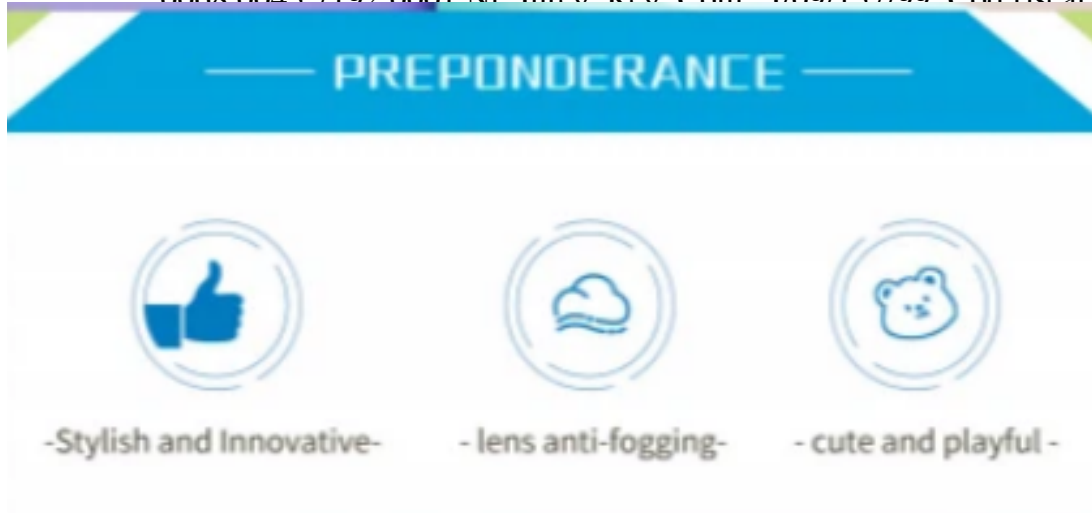 PREPONDERANCE
-Stylish and Innovative-
- lens anti-fogging-
- cute and playful -